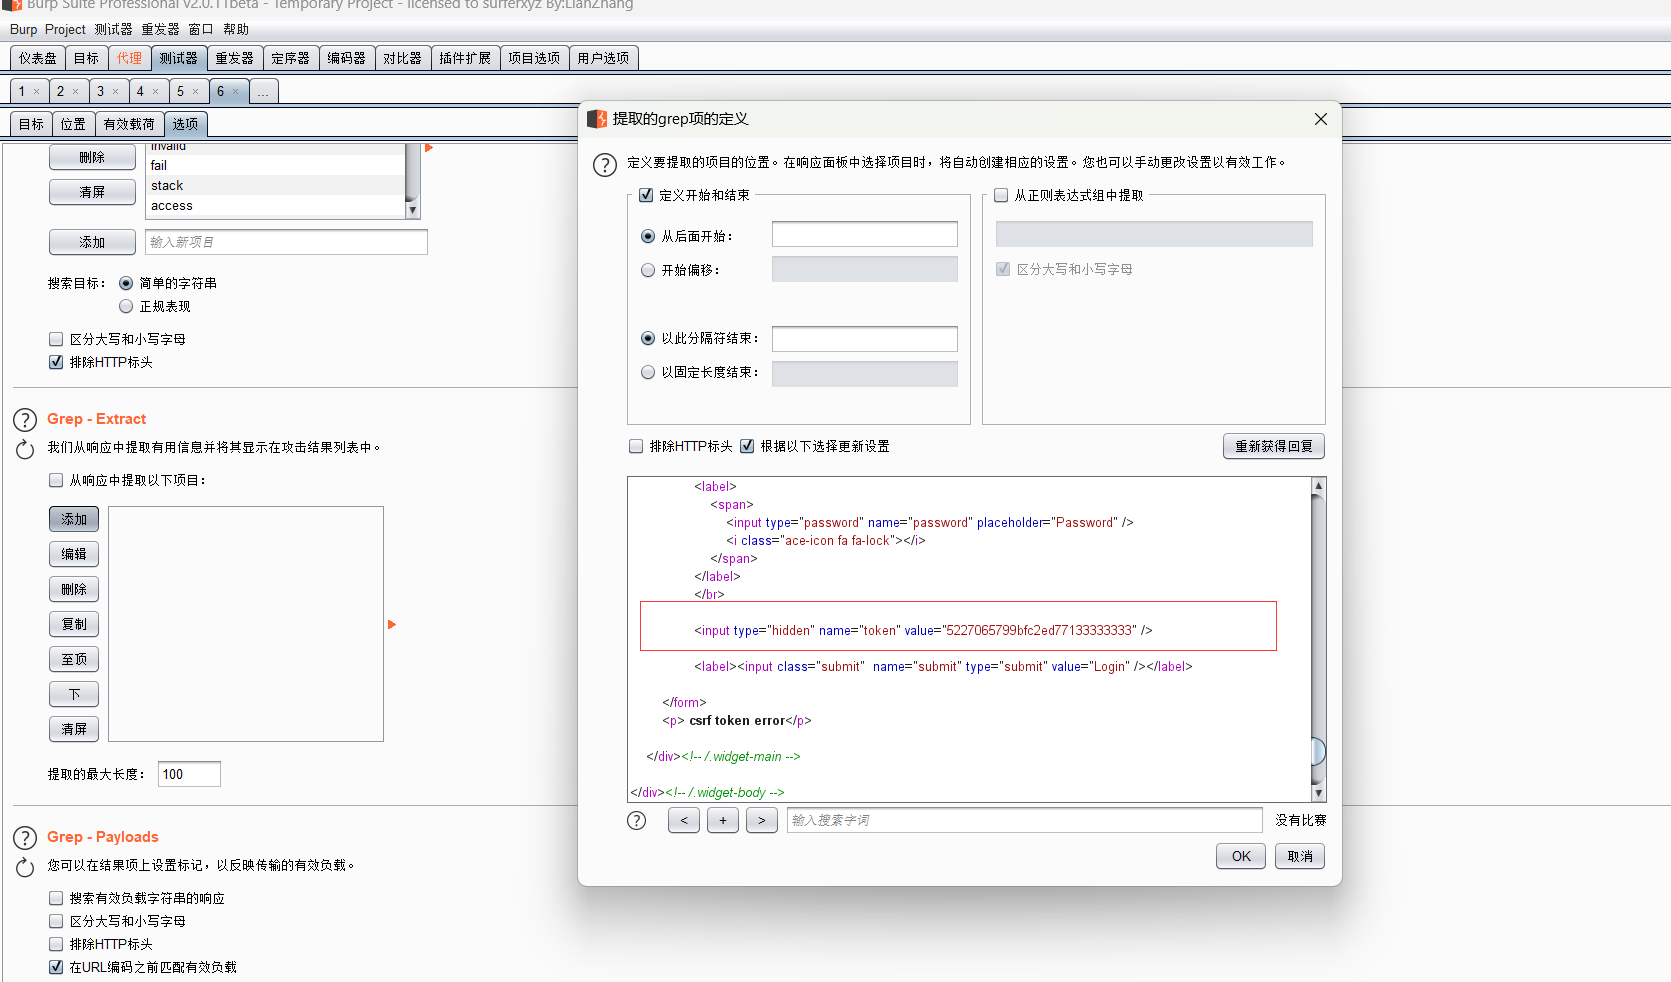 Burp Suite Professional v2.0.11beta - Temporary Project - licensed to surferxyz By:LianZhang
Burp Project 测试器 重发器 窗口 帮助
仪表盘 目标 代理 测试器 重发器 定序器 编码器 对比器 插件扩展 项目选项 用户选项
1 × 2 × 3 × 4 × 5 × 6 × ...
目标 位置 有效载荷 选项
删除
清屏
invalid
fail
stack
access
添加 输入新项目
搜索目标： 简单的字符串
正规表现
区分大写和小写字母
排除HTTP标头
Grep - Extract
我们从响应中提取有用信息并将其显示在攻击结果列表中。
从响应中提取以下项目：
添加
编辑
删除
复制
至顶
下
清屏
提取的最大长度： 100
Grep - Payloads
您可以在结果项上设置标记，以反映传输的有效负载。
搜索有效负载字符串的响应
区分大写和小写字母
排除HTTP标头
在URL编码之前匹配有效负载
提取的grep项的定义
定义要提取的项目的位置。在响应面板中选择项目时，将自动创建相应的设置。您也可以手动更改设置以有效工作。
定义开始和结束
从后面开始：
开始偏移：
以此分隔符结束：
以固定长度结束：
从正则表达式组中提取
区分大写和小写字母
排除HTTP标头 根据以下选择更新设置 重新获得回复
<label>
<span>
<input type="password" name="password" placeholder="Password" />
<i class="ace-icon fa fa-lock"></i>
</span>
</label>
</br>
<input type="hidden" name="token" value="5227065799bfc2ed77133333333" />
<label><input class="submit"  name="submit" type="submit" value="Login" /></label>
</form>
<p> csrf token error</p>
</div><!-- /.widget-main -->
</div><!-- /.widget-body -->
< + > 输入搜索字词 没有比赛
OK 取消